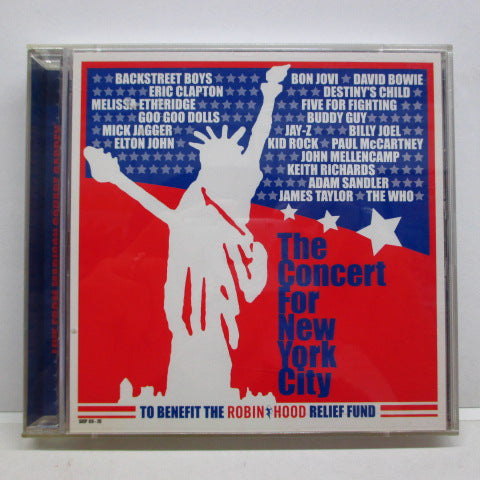 BACKSTREET BOYS
ERIC CLAPTON
MELISSA ETHERIDGE
GOO GOO DOLLS
MICK JAGGER
ELTON JOHN
BON JOVI ★ DAVID BOWIE
DESTINY'S CHILD
FIVE FOR FIGHTING
BUDDY GUY
JAY-Z ★ BILLY JOEL
KID ROCK ★ PAUL McCARTNEY
JOHN MELLENCAMP
KEITH RICHARDS
ADAM SANDLER
JAMES TAYLOR ★ THE WHO
The
Concert
For
New
York
City
TO BENEFIT THE ROBIN HOOD RELIEF FUND